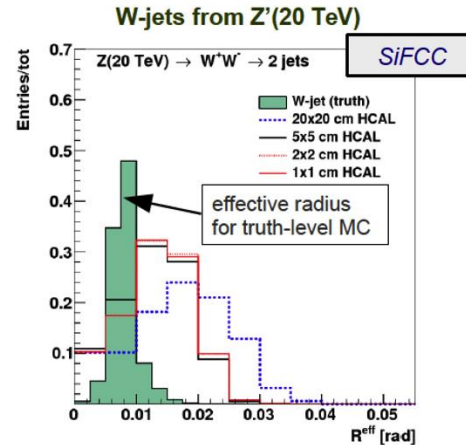 W-jets from Z'(20 TeV)
SiFCC
Z(20 TeV) → W⁺W⁻ → 2 jets
W-jet (truth)
20x20 cm HCAL
5x5 cm HCAL
2x2 cm HCAL
1x1 cm HCAL
effective radius
for truth-level MC
Entries/tot
0.7
0.6
0.5
0.4
0.3
0.2
0.1
0 0.01 0.02 0.03 0.04 0.05
R^eff [rad]